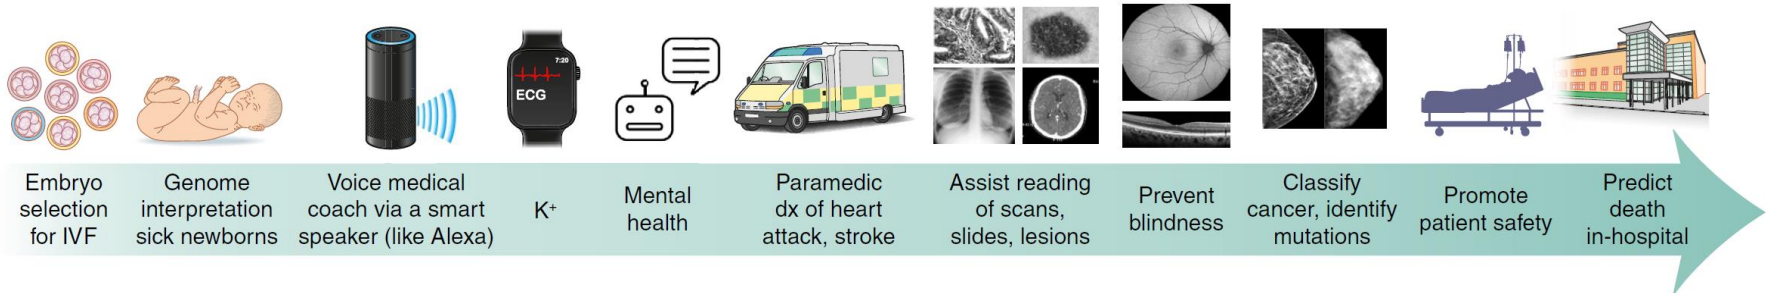 7:20
ECG
Embryo
selection
for IVF
Genome
interpretation
sick newborns
Voice medical
coach via a smart
speaker (like Alexa)
K⁺
Mental
health
Paramedic
dx of heart
attack, stroke
Assist reading
of scans,
slides, lesions
Prevent
blindness
Classify
cancer, identify
mutations
Promote
patient safety
Predict
death
in-hospital